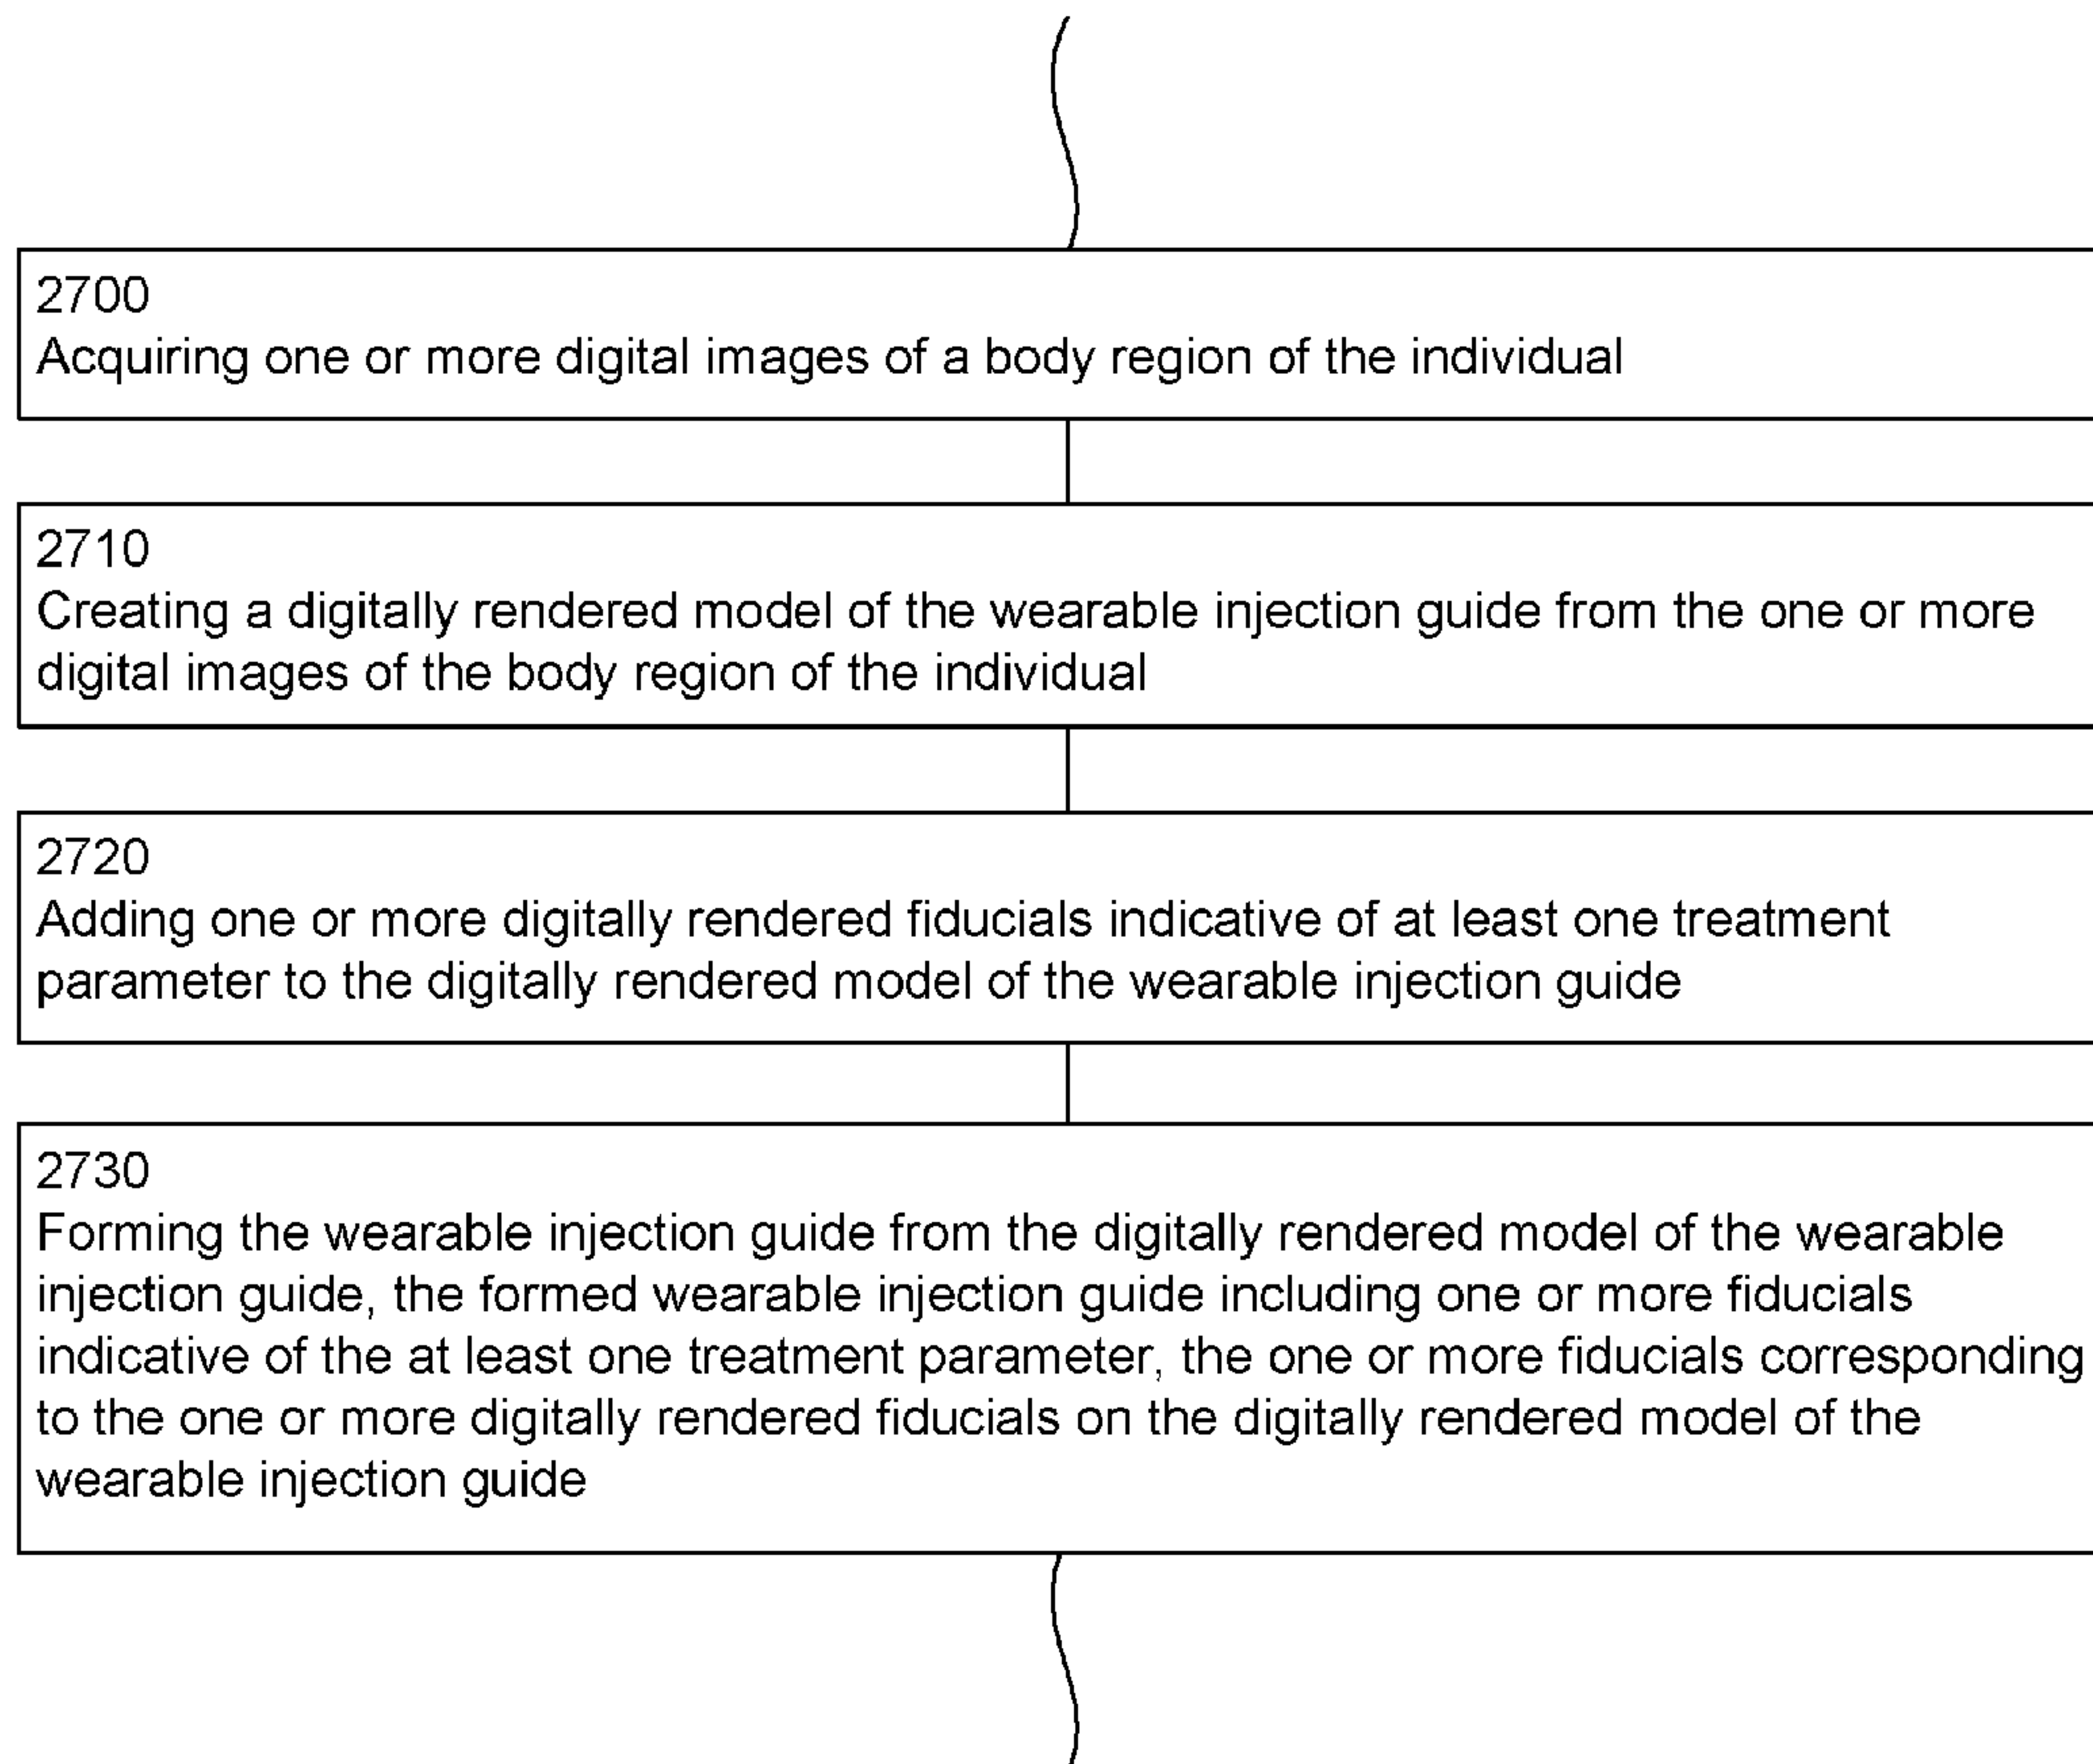 2700
Acquiring one or more digital images of a body region of the individual
2710
Creating a digitally rendered model of the wearable injection guide from the one or more
digital images of the body region of the individual
2720
Adding one or more digitally rendered fiducials indicative of at least one treatment
parameter to the digitally rendered model of the wearable injection guide
2730
Forming the wearable injection guide from the digitally rendered model of the wearable
injection guide, the formed wearable injection guide including one or more fiducials
indicative of the at least one treatment parameter, the one or more fiducials corresponding
to the one or more digitally rendered fiducials on the digitally rendered model of the
wearable injection guide